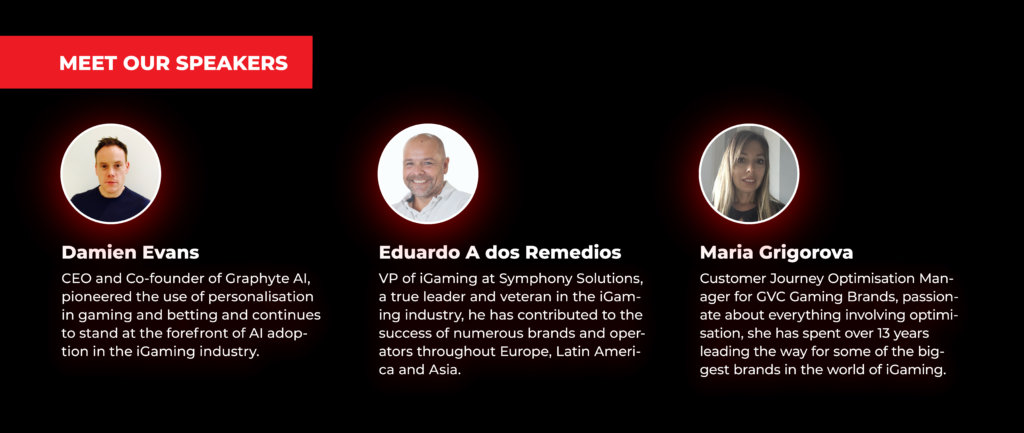 MEET OUR SPEAKERS
Damien Evans
CEO and Co-founder of Graphyte AI,
pioneered the use of personalisation
in gaming and betting and continues
to stand at the forefront of AI adop-
tion in the iGaming industry.
Eduardo A dos Remedios
VP of iGaming at Symphony Solutions,
a true leader and veteran in the iGam-
ing industry, he has contributed to the
success of numerous brands and oper-
ators throughout Europe, Latin Ameri-
ca and Asia.
Maria Grigorova
Customer Journey Optimisation Man-
ager for GVC Gaming Brands, passion-
ate about everything involving optimi-
sation, she has spent over 13 years
leading the way for some of the big-
gest brands in the world of iGaming.